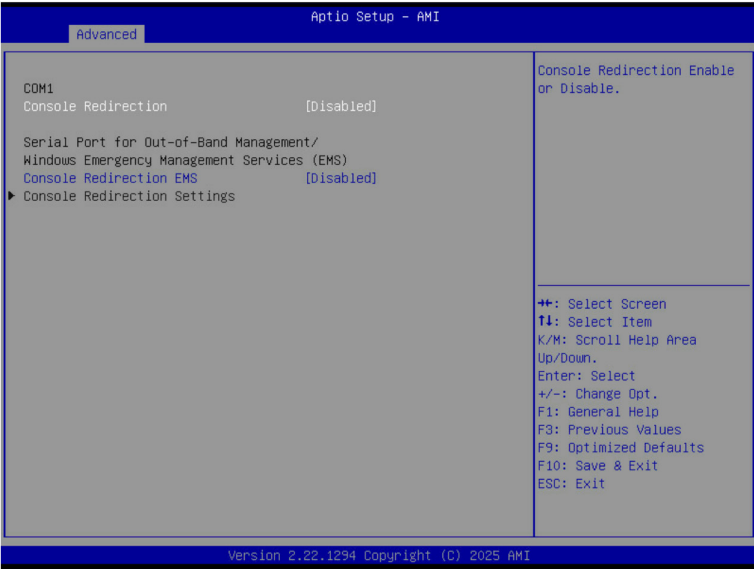 Aptio Setup – AMI
Advanced
COM1
Console Redirection [Disabled]
Serial Port for Out-of-Band Management/
Windows Emergency Management Services (EMS)
Console Redirection EMS [Disabled]
▶ Console Redirection Settings
Console Redirection Enable
or Disable.
→←: Select Screen
↑↓: Select Item
K/M: Scroll Help Area
Up/Down.
Enter: Select
+/-: Change Opt.
F1: General Help
F3: Previous Values
F9: Optimized Defaults
F10: Save & Exit
ESC: Exit
Version 2.22.1294 Copyright (C) 2025 AMI